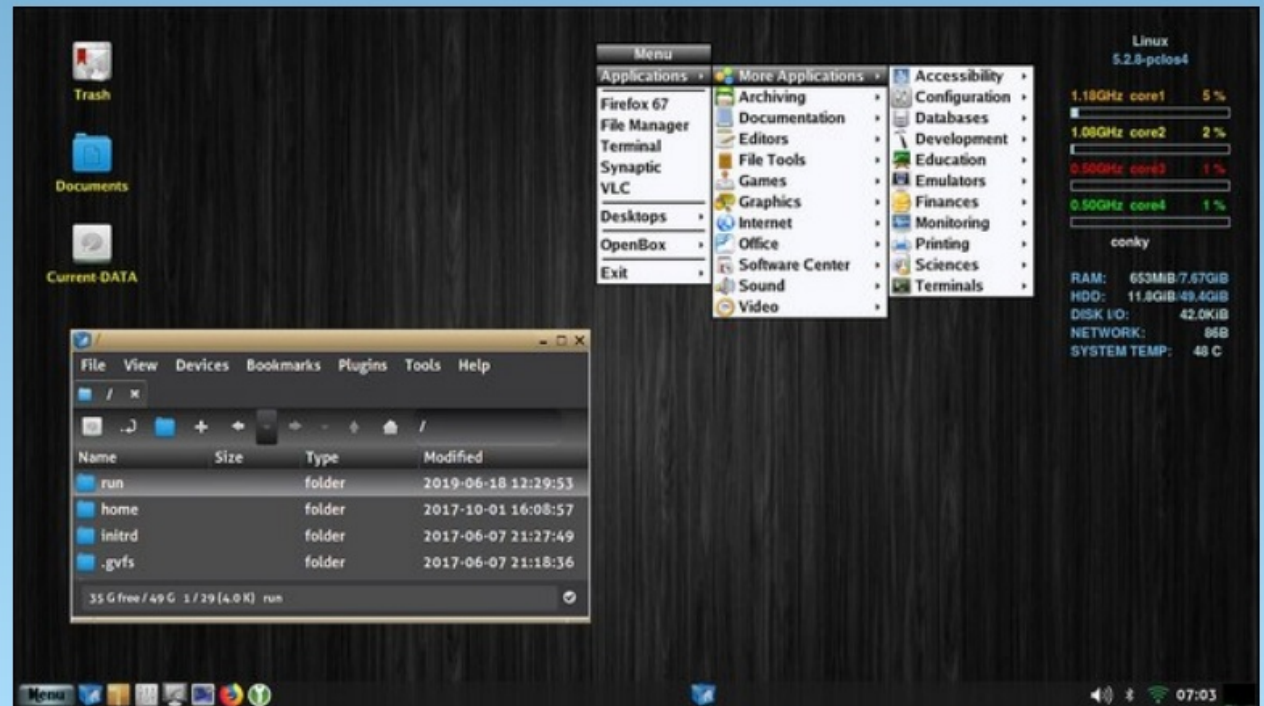 Trash
Documents
Current-DATA
Menu
Applications
Firefox 67
File Manager
Terminal
Synaptic
VLC
Desktops
OpenBox
Exit
More Applications
Archiving
Documentation
Editors
File Tools
Games
Graphics
Internet
Office
Software Center
Sound
Video
Accessibility
Configuration
Databases
Development
Education
Emulators
Finances
Monitoring
Printing
Sciences
Terminals
Linux
5.2.8-pclos4
1.18GHz core1 5 %
1.08GHz core2 2 %
0.50GHz core3 1 %
0.50GHz core4 1 %
conky
RAM: 653MiB/7.67GiB
HDD: 11.8GiB/49.4GiB
DISK I/O: 42.0KiB
NETWORK: 86B
SYSTEM TEMP: 48 C
/
File View Devices Bookmarks Plugins Tools Help
/
/
Name Size Type Modified
run folder 2019-06-18 12:29:53
home folder 2017-10-01 16:08:57
initrd folder 2017-06-07 21:27:49
.gvfs folder 2017-06-07 21:18:36
35 G free / 49 G 1 / 29 (4.0 K) run
Menu
07:03